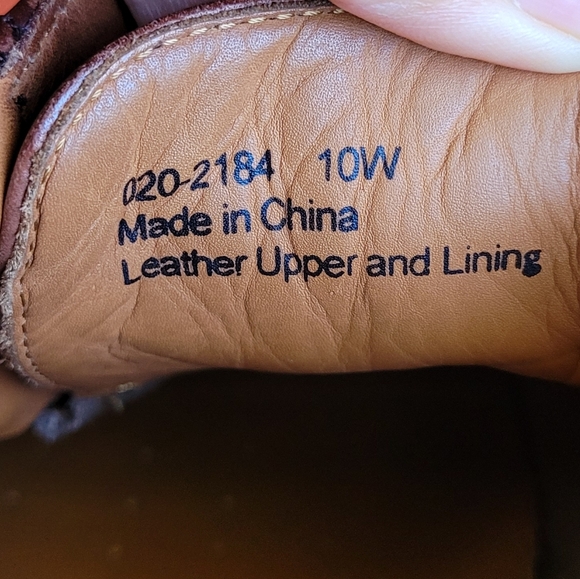 020-2184 10W
Made in China
Leather Upper and Lining